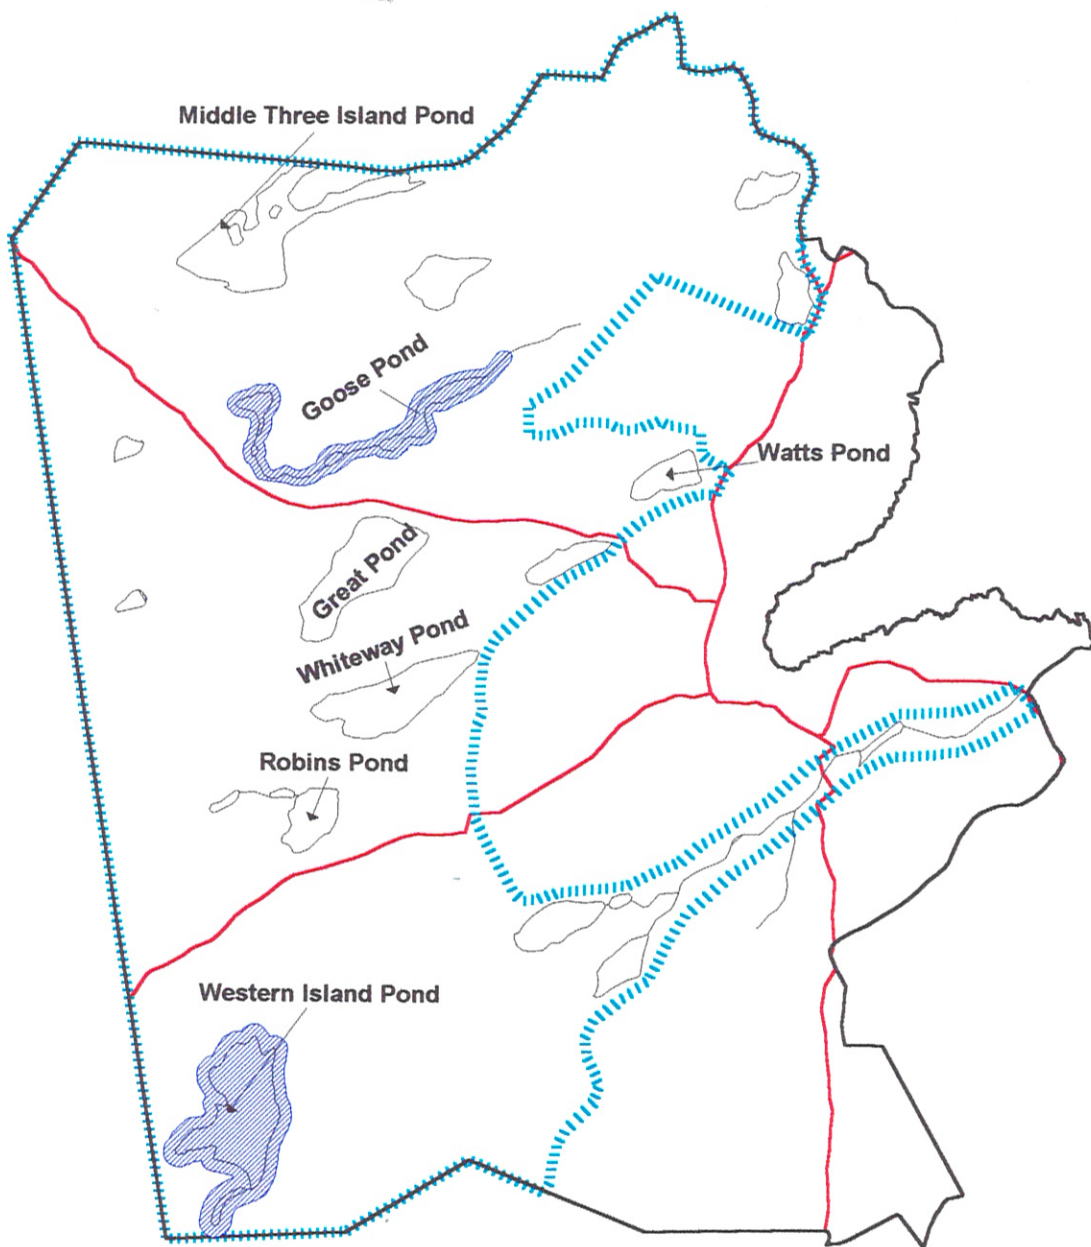 Middle Three Island Pond
Goose Pond
Watts Pond
Great Pond
Whiteway Pond
Robins Pond
Western Island Pond